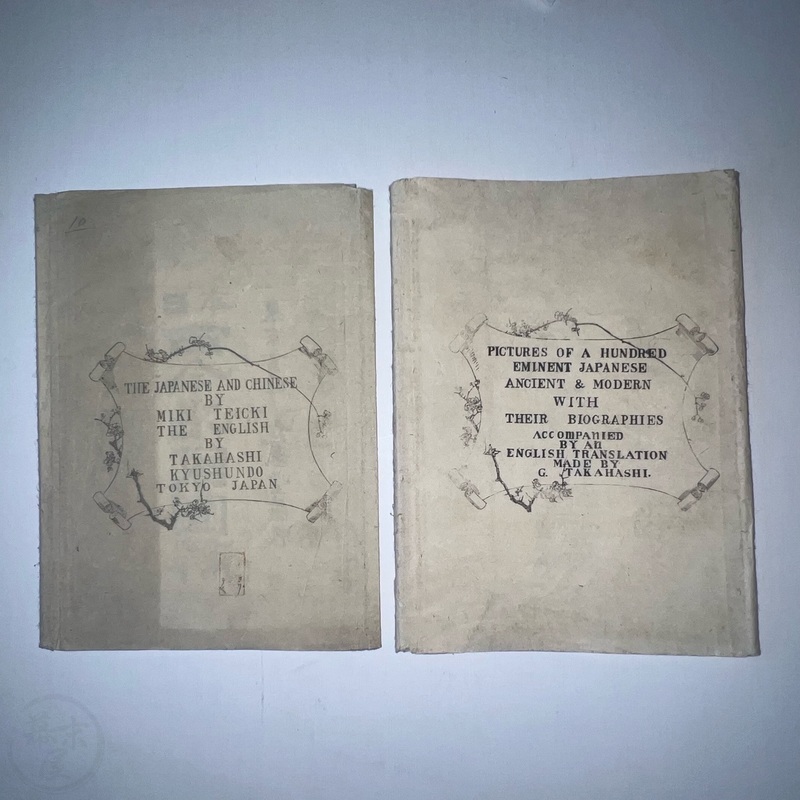 10
THE JAPANESE AND CHINESE
BY
MIKI TEICKI
THE ENGLISH
BY
TAKAHASHI
KYUSHUNDO
TOKYO JAPAN
PICTURES OF A HUNDRED
EMINENT JAPANESE
ANCIENT & MODERN
WITH
THEIR BIOGRAPHIES
ACCOMPANIED
BY AN
ENGLISH TRANSLATION
MADE BY
G. TAKAHASHI.